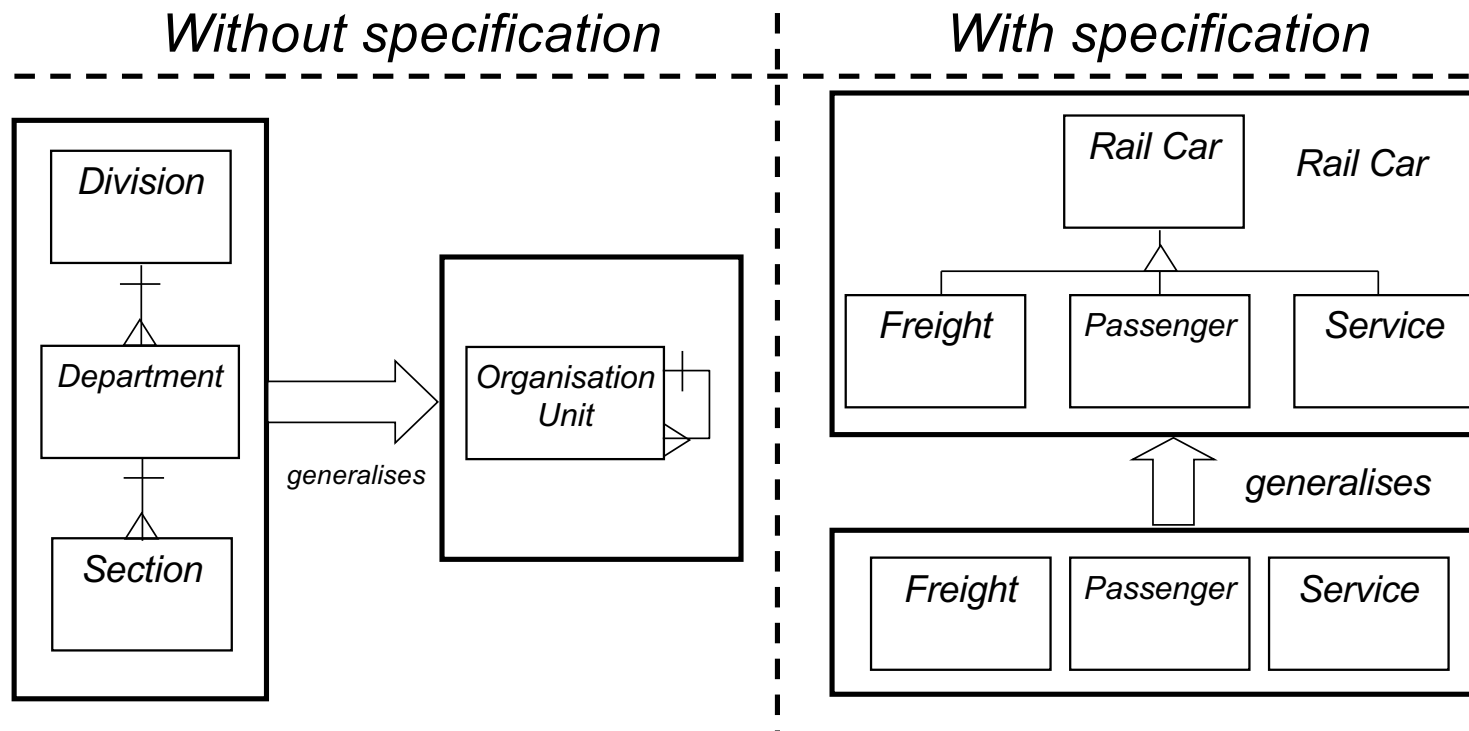 Without specification
With specification
Division
Department
Section
generalises
Organisation
Unit
Rail Car
Rail Car
Freight
Passenger
Service
generalises
Freight
Passenger
Service